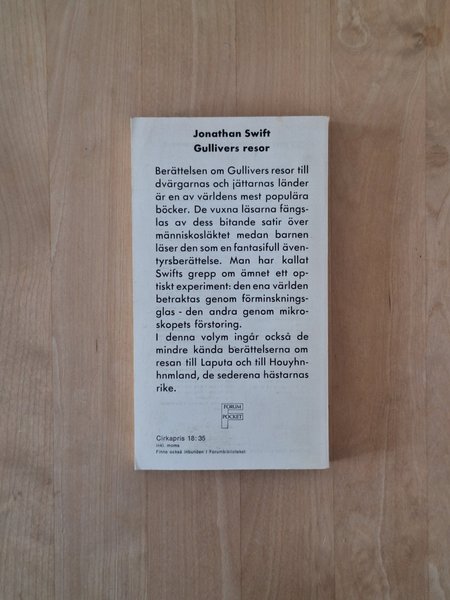 Jonathan Swift
Gullivers resor
Berättelsen om Gullivers resor till
dvärgarnas och jättarnas länder
är en av världens mest populära
böcker. De vuxna läsarna fängs-
las av dess bitande satir över
människosläktet medan barnen
läser den som en fantasifull även-
tyrsberättelse. Man har kallat
Swifts grepp om ämnet ett op-
tiskt experiment: den ena världen
betraktas genom förminsknings-
glas - den andra genom mikro-
skopets förstoring.
I denna volym ingår också de
mindre kända berättelserna om
resan till Laputa och till Houyhn-
hnmland, de sederena hästarnas
rike.
FORUM
POCKET
Cirkapris 18:35
inkl. moms
Finns också inbunden i Forumbiblioteket